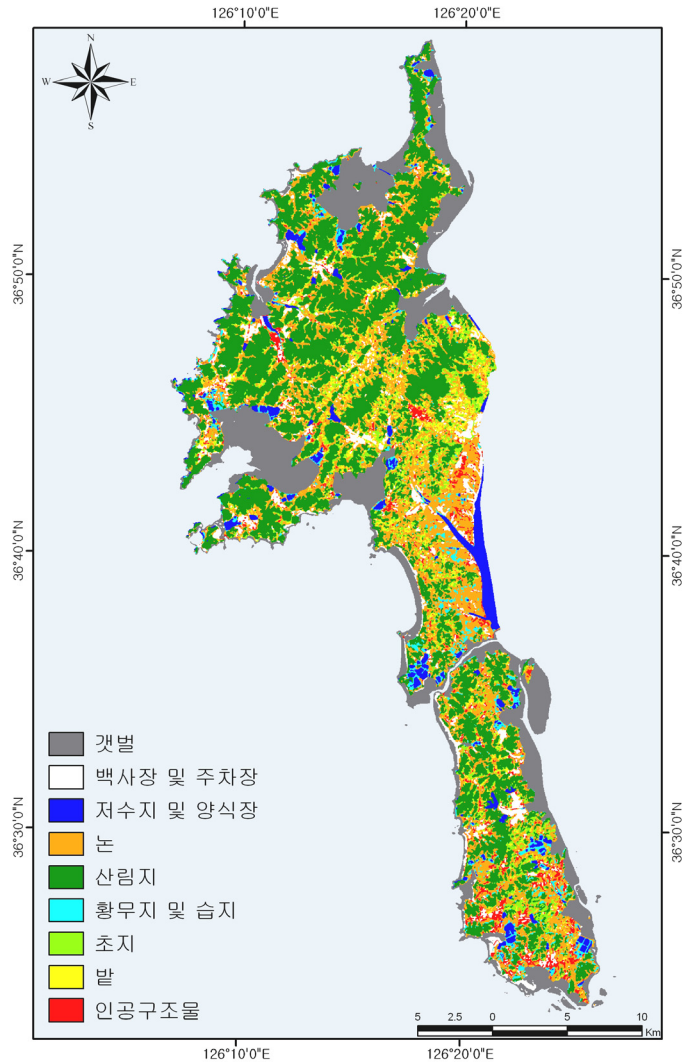 126°10'0"E 126°20'0"E
N
W E
S
36°50'0"N 36°50'0"N
36°40'0"N 36°40'0"N
36°30'0"N 36°30'0"N
갯벌
백사장 및 주차장
저수지 및 양식장
논
산림지
황무지 및 습지
초지
밭
인공구조물
5 2.5 0 5 10
Km
126°10'0"E 126°20'0"E